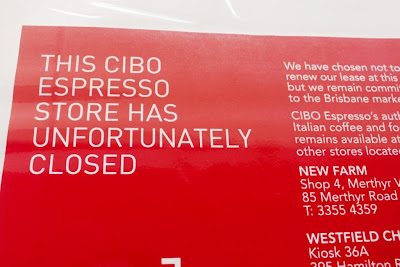 THIS CIBO
ESPRESSO
STORE HAS
UNFORTUNATELY
CLOSED
We have chosen not to
renew our lease at this
but we remain commi
to the Brisbane marke
CIBO Espresso's auth
Italian coffee and fo
remains available at
other stores located
NEW FARM
Shop 4, Merthyr V
85 Merthyr Road
T: 3355 4359
WESTFIELD CH
Kiosk 36A
395 Hamilton R